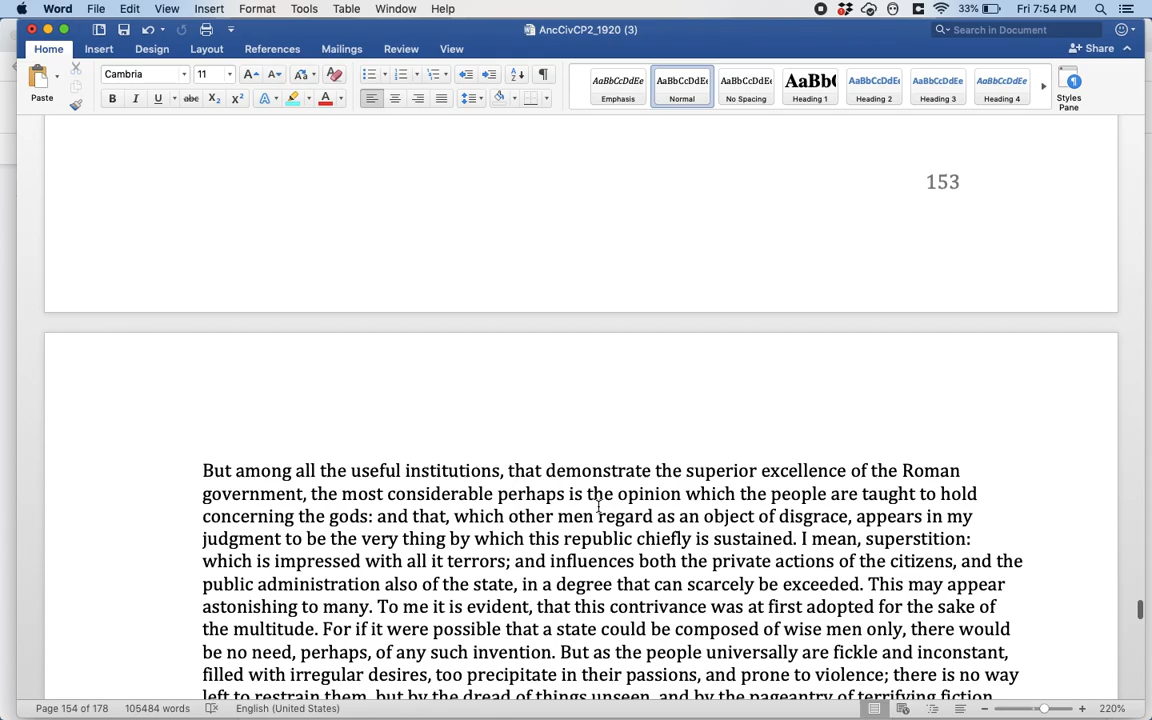 Word File Edit View Insert Format Tools Table Window Help 33% Fri 7:54 PM
AncCivCP2_1920 (3) Search in Document
Home Insert Design Layout References Mailings Review View Share
Paste Cambria 11 AaBbCcDdEe AaBbCcDdEe AaBbCcDdEe AaBb( AaBbCcDdEe AaBbCcDdEe AaBbCcDdEe
Emphasis Normal No Spacing Heading 1 Heading 2 Heading 3 Heading 4 Styles Pane
153
But among all the useful institutions, that demonstrate the superior excellence of the Roman
government, the most considerable perhaps is the opinion which the people are taught to hold
concerning the gods: and that, which other men regard as an object of disgrace, appears in my
judgment to be the very thing by which this republic chiefly is sustained. I mean, superstition:
which is impressed with all it terrors; and influences both the private actions of the citizens, and the
public administration also of the state, in a degree that can scarcely be exceeded. This may appear
astonishing to many. To me it is evident, that this contrivance was at first adopted for the sake of
the multitude. For if it were possible that a state could be composed of wise men only, there would
be no need, perhaps, of any such invention. But as the people universally are fickle and inconstant,
filled with irregular desires, too precipitate in their passions, and prone to violence; there is no way
left to restrain them, but by the dread of things unseen, and by the pageantry of terrifying fiction
Page 154 of 178 105484 words English (United States) 220%